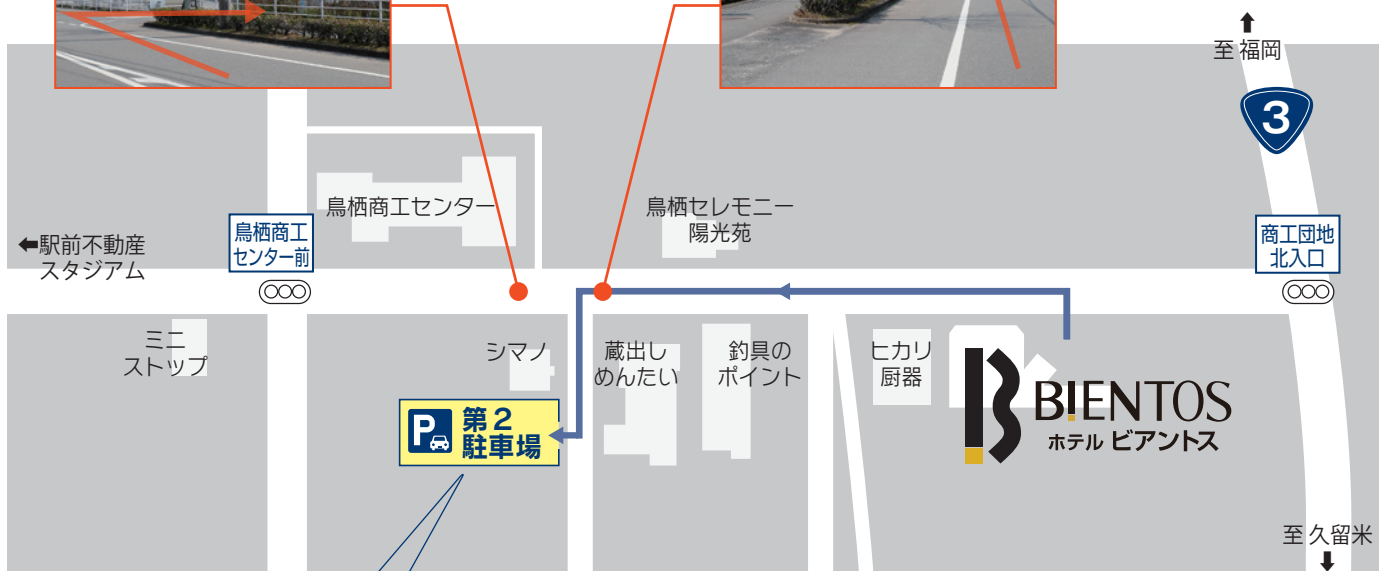 至 福岡
3
鳥栖商工センター
鳥栖セレモニー
陽光苑
鳥栖商工
センター前
商工団地
北入口
駅前不動産
スタジアム
ミニ
ストップ
シマノ
蔵出し
めんたい
釣具の
ポイント
ヒカリ
厨器
BIENTOS
ホテル ビアントス
P
第2
駐車場
至 久留米